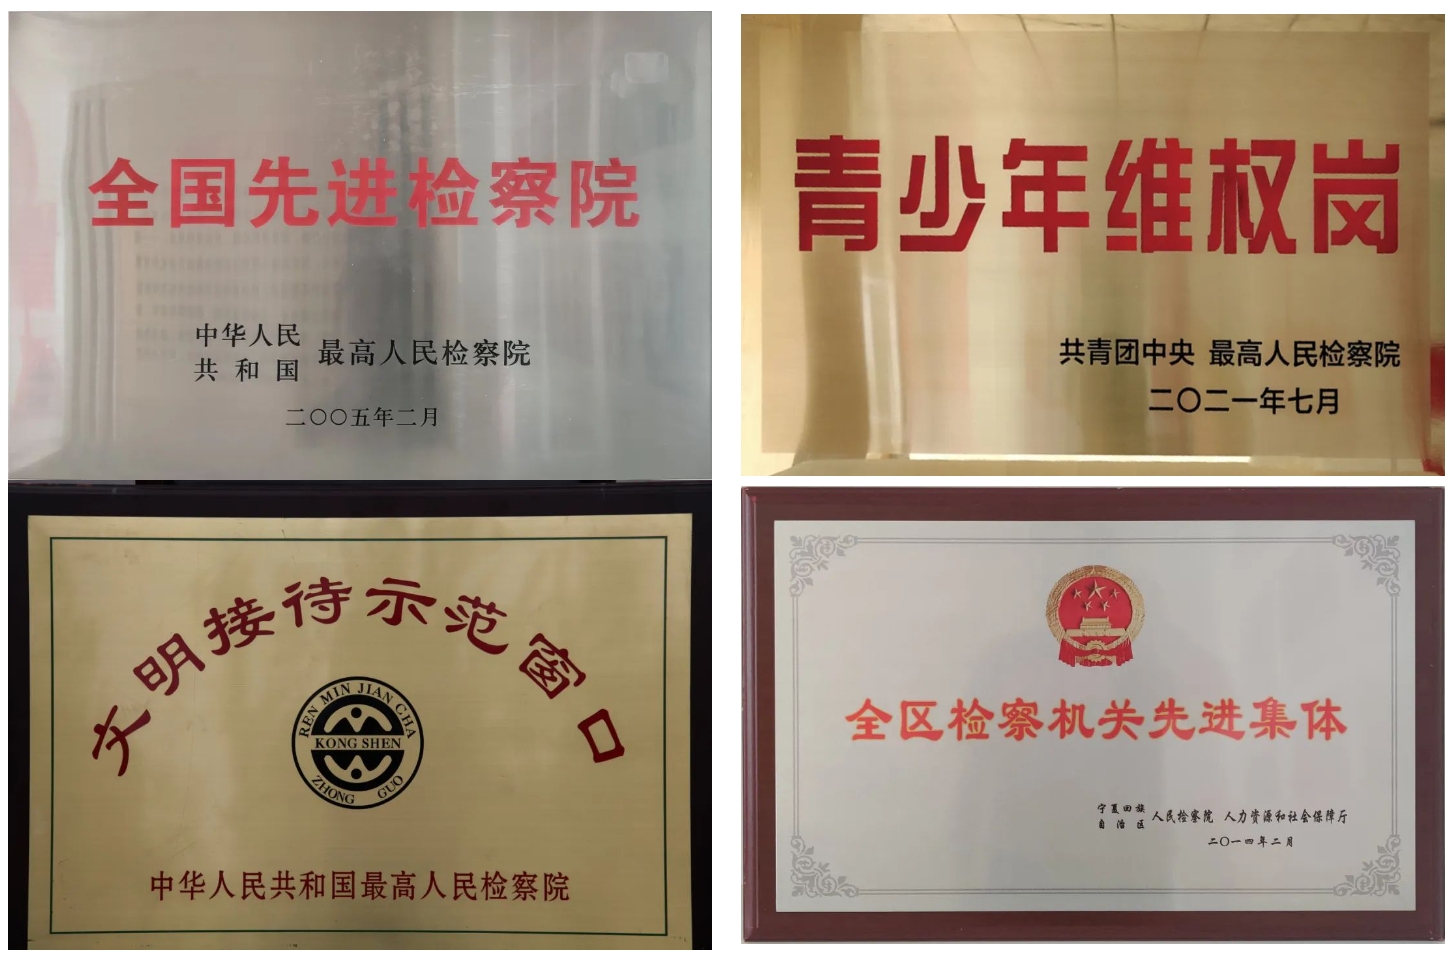 全国先进检察院
中华人民
共和国
最高人民检察院
二〇〇五年二月
青少年维权岗
共青团中央 最高人民检察院
二〇二一年七月
文明接待示范窗口
REN MIN JIAN CHA
KONG SHEN
ZHONG GUO
中华人民共和国最高人民检察院
全区检察机关先进集体
宁夏回族
自治区
人民检察院 人力资源和社会保障厅
二〇一四年二月